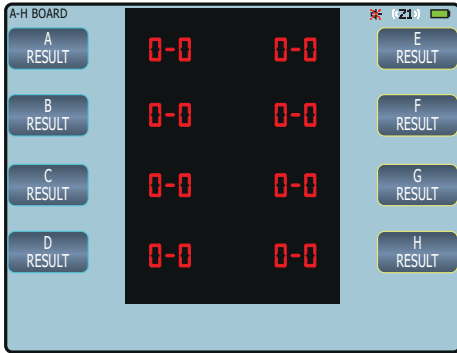 A-H BOARD
(Z1)
A
RESULT
0-0
0-0
E
RESULT
B
RESULT
0-0
0-0
F
RESULT
C
RESULT
0-0
0-0
G
RESULT
D
RESULT
0-0
0-0
H
RESULT